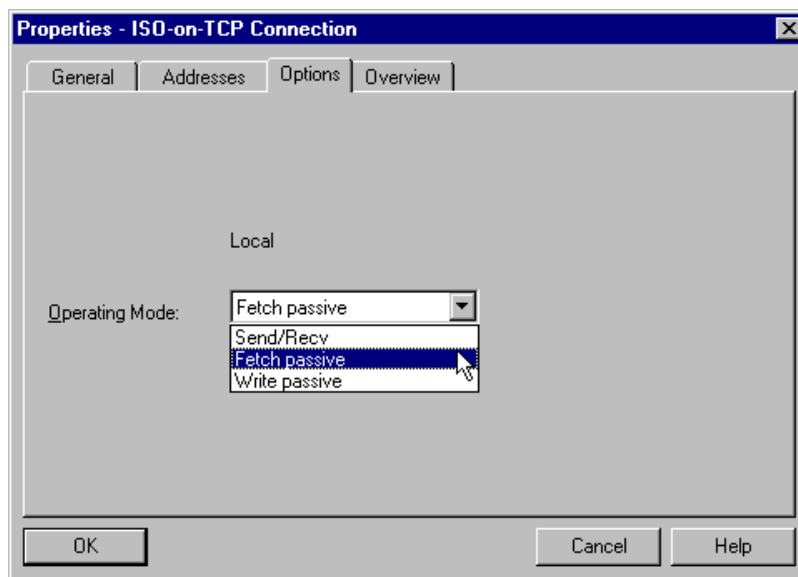 Properties - ISO-on-TCP Connection
General Addresses Options Overview
Local
Operating Mode: Fetch passive
Send/Recv
Fetch passive
Write passive
OK Cancel Help